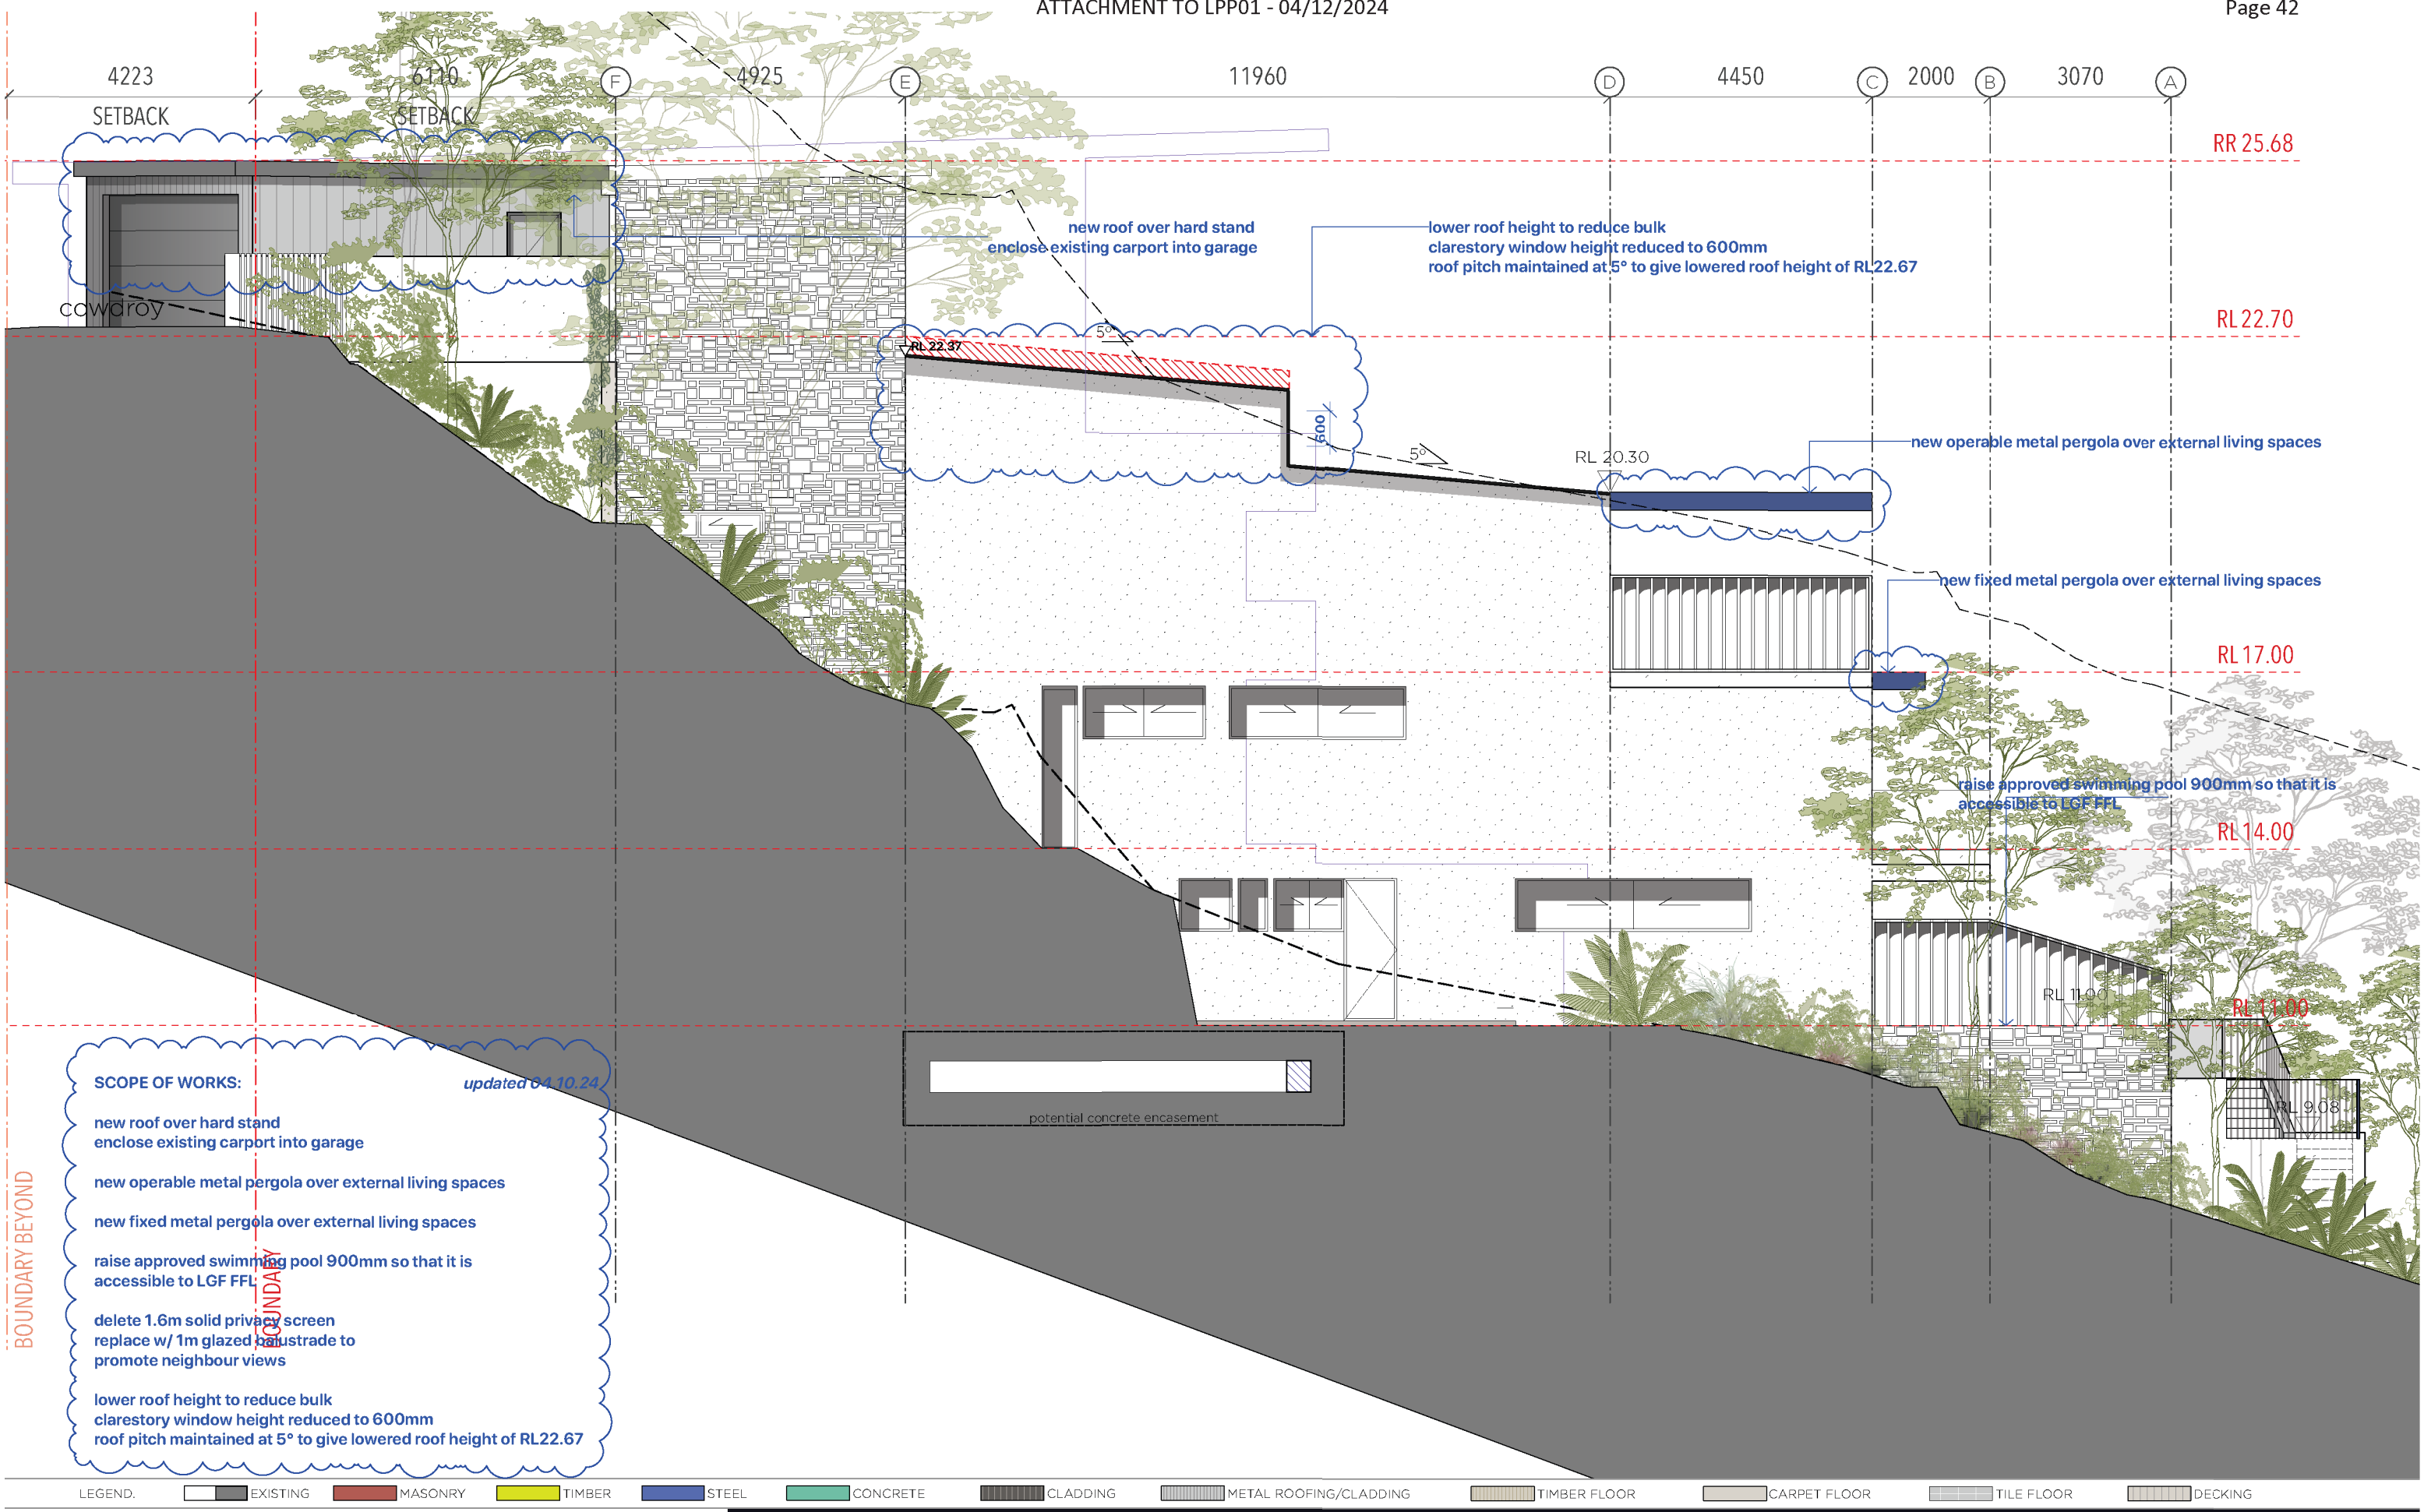 ATTACHMENT TO LPP01 - 04/12/2024
Page 42
4223
6110
F
4925
E
11960
D
4450
C
2000
B
3070
A
SETBACK
SETBACK
RR 25.68
new roof over hard stand
enclose existing carport into garage
lower roof height to reduce bulk
clarestory window height reduced to 600mm
roof pitch maintained at 5° to give lowered roof height of RL22.67
cowdroy
RL 22.70
5°
RL 22.37
600
5°
RL 20.30
new operable metal pergola over external living spaces
new fixed metal pergola over external living spaces
RL 17.00
raise approved swimming pool 900mm so that it is
accessible to LGF FFL
RL 14.00
RL 11.00
RL 11.00
RL 9.08
potential concrete encasement
BOUNDARY BEYOND
BOUNDARY
SCOPE OF WORKS:
updated 04.10.24
new roof over hard stand
enclose existing carport into garage
new operable metal pergola over external living spaces
new fixed metal pergola over external living spaces
raise approved swimming pool 900mm so that it is
accessible to LGF FFL
delete 1.6m solid privacy screen
replace w/ 1m glazed balustrade to
promote neighbour views
lower roof height to reduce bulk
clarestory window height reduced to 600mm
roof pitch maintained at 5° to give lowered roof height of RL22.67
LEGEND.
EXISTING
MASONRY
TIMBER
STEEL
CONCRETE
CLADDING
METAL ROOFING/CLADDING
TIMBER FLOOR
CARPET FLOOR
TILE FLOOR
DECKING